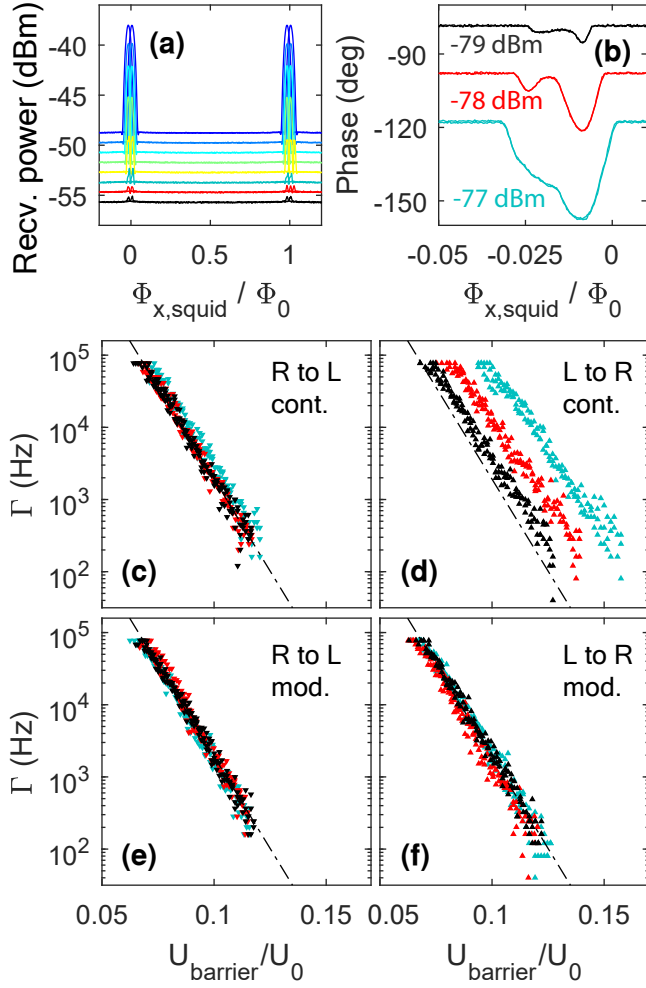 (a)
Recv. power (dBm)
-40
-45
-50
-55
0
0.5
1
Φx,squid / Φ0
(b)
Phase (deg)
-90
-120
-150
-79 dBm
-78 dBm
-77 dBm
-0.05
-0.025
0
Φx,squid / Φ0
R to L
cont.
(c)
Γ (Hz)
10^5
10^4
10^3
10^2
L to R
cont.
(d)
R to L
mod.
(e)
Γ (Hz)
10^5
10^4
10^3
10^2
0.05
0.1
0.15
Ubarrier/U0
L to R
mod.
(f)
0.1
0.15
Ubarrier/U0